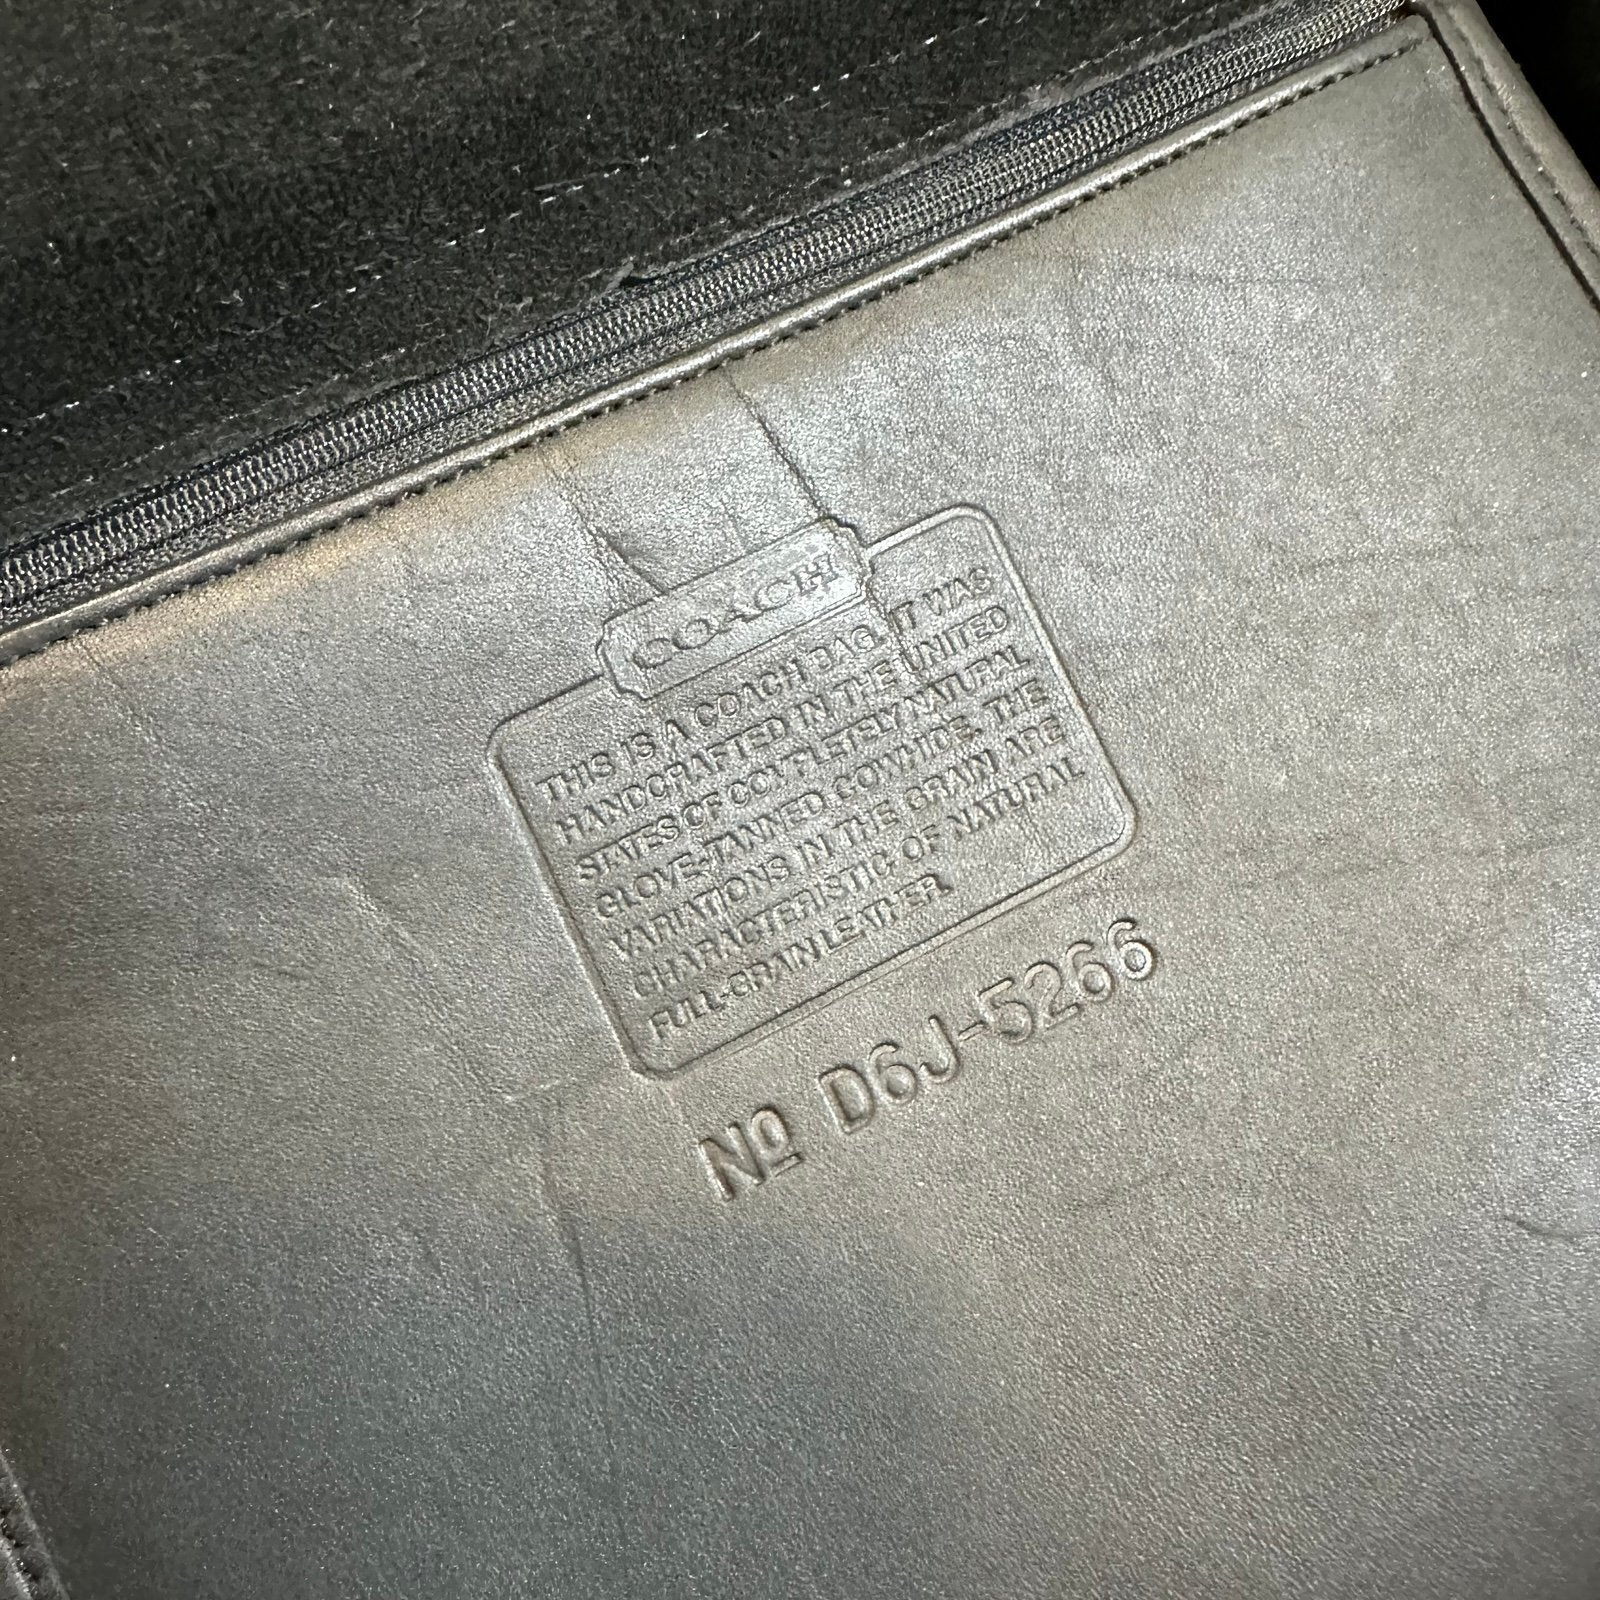 COACH
THIS IS A COACH BAG. IT WAS
HANDCRAFTED IN THE UNITED
STATES OF COMPLETELY NATURAL
GLOVE-TANNED COWHIDE. THE
VARIATIONS IN THE GRAIN ARE
CHARACTERISTIC OF NATURAL
FULL-GRAIN LEATHER.
No D6J-5266